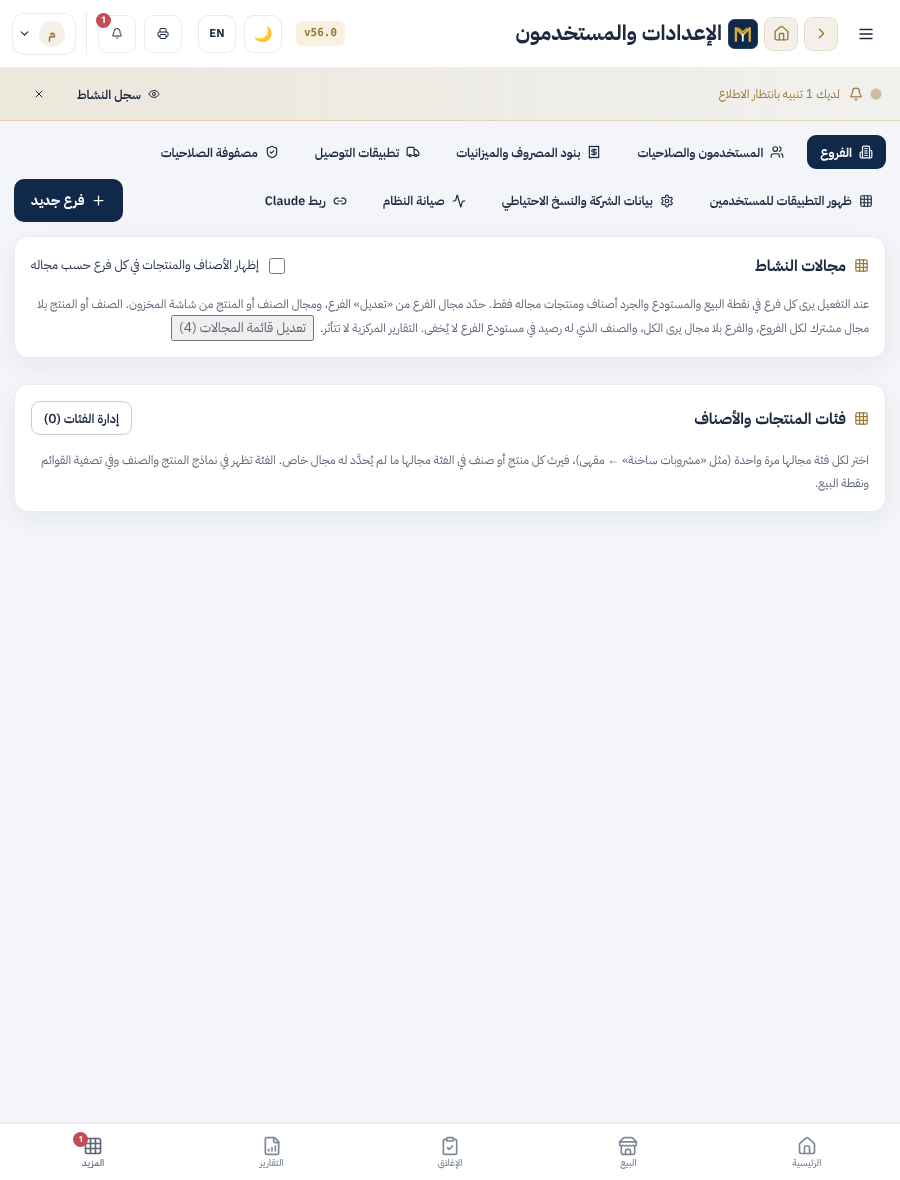 الإعدادات والمستخدمون
v56.0
EN
1
م
لديك 1 تنبيه بانتظار الاطلاع
سجل النشاط
الفروع
المستخدمون والصلاحيات
بنود المصروف والميزانيات
تطبيقات التوصيل
مصفوفة الصلاحيات
ظهور التطبيقات للمستخدمين
بيانات الشركة والنسخ الاحتياطي
صيانة النظام
ربط Claude
فرع جديد
مجالات النشاط
إظهار الأصناف والمنتجات في كل فرع حسب مجاله
عند التفعيل يرى كل فرع في نقطة البيع والمستودع والجرد أصناف ومنتجات مجاله فقط. حدّد مجال الفرع من «تعديل» الفرع، ومجال الصنف أو المنتج من شاشة المخزون. الصنف أو المنتج بلا
مجال مشترك لكل الفروع، والفرع بلا مجال يرى الكل، والصنف الذي له رصيد في مستودع الفرع لا يُخفى. التقارير المركزية لا تتأثر. تعديل قائمة المجالات (4)
فئات المنتجات والأصناف
إدارة الفئات (0)
اختر لكل فئة مجالها مرة واحدة (مثل «مشروبات ساخنة» ← مقهى)، فيرث كل منتج أو صنف في الفئة مجالها ما لم يُحدَّد له مجال خاص. الفئة تظهر في نماذج المنتج والصنف وفي تصفية القوائم
ونقطة البيع.
الرئيسية
البيع
الإغلاق
التقارير
المزيد
1